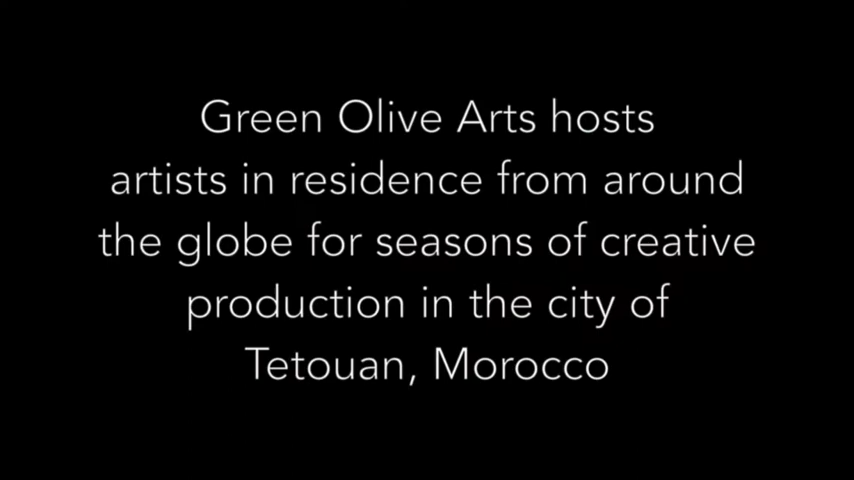 Green Olive Arts hosts
artists in residence from around
the globe for seasons of creative
production in the city of
Tetouan, Morocco